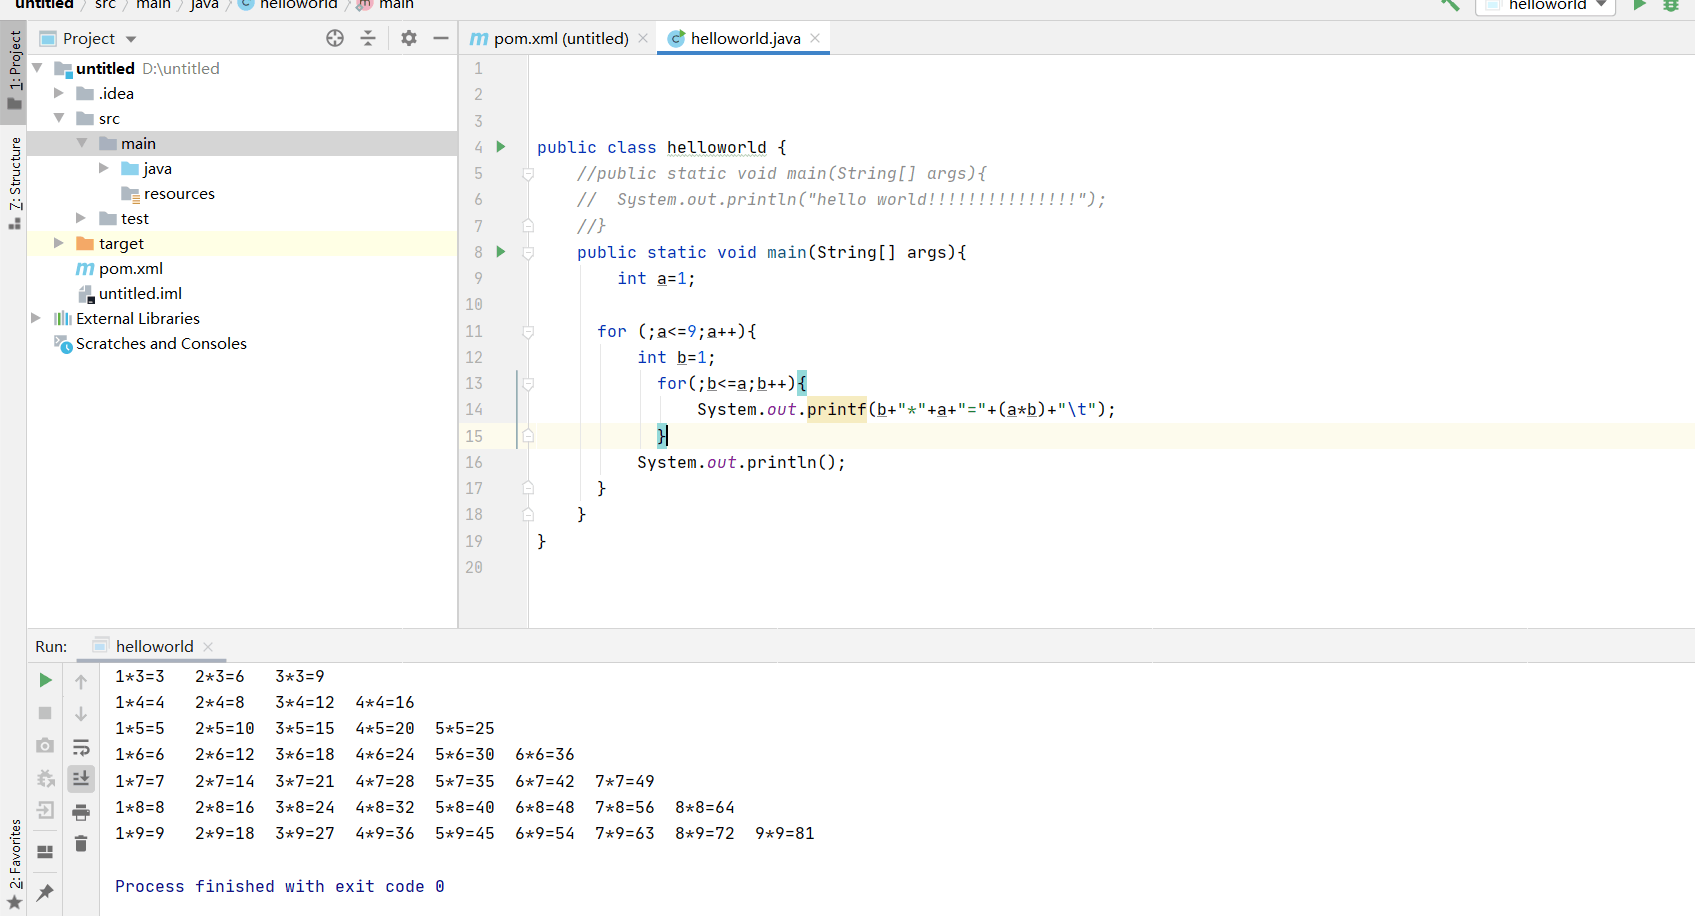 untitled src main java helloworld main
helloworld
Project
pom.xml (untitled)
helloworld.java
1: Project
7: Structure
2: Favorites
untitled D:\untitled
.idea
src
main
java
resources
test
target
pom.xml
untitled.iml
External Libraries
Scratches and Consoles
1
2
3
4 public class helloworld {
5 //public static void main(String[] args){
6 //  System.out.println("hello world!!!!!!!!!!!!!!!");
7 //}
8 public static void main(String[] args){
9 int a=1;
10
11 for (;a<=9;a++){
12 int b=1;
13 for(;b<=a;b++){
14 System.out.printf(b+"*"+a+"="+(a*b)+"\t");
15 }
16 System.out.println();
17 }
18 }
19 }
20
Run: helloworld
1*3=3 2*3=6 3*3=9
1*4=4 2*4=8 3*4=12 4*4=16
1*5=5 2*5=10 3*5=15 4*5=20 5*5=25
1*6=6 2*6=12 3*6=18 4*6=24 5*6=30 6*6=36
1*7=7 2*7=14 3*7=21 4*7=28 5*7=35 6*7=42 7*7=49
1*8=8 2*8=16 3*8=24 4*8=32 5*8=40 6*8=48 7*8=56 8*8=64
1*9=9 2*9=18 3*9=27 4*9=36 5*9=45 6*9=54 7*9=63 8*9=72 9*9=81
Process finished with exit code 0